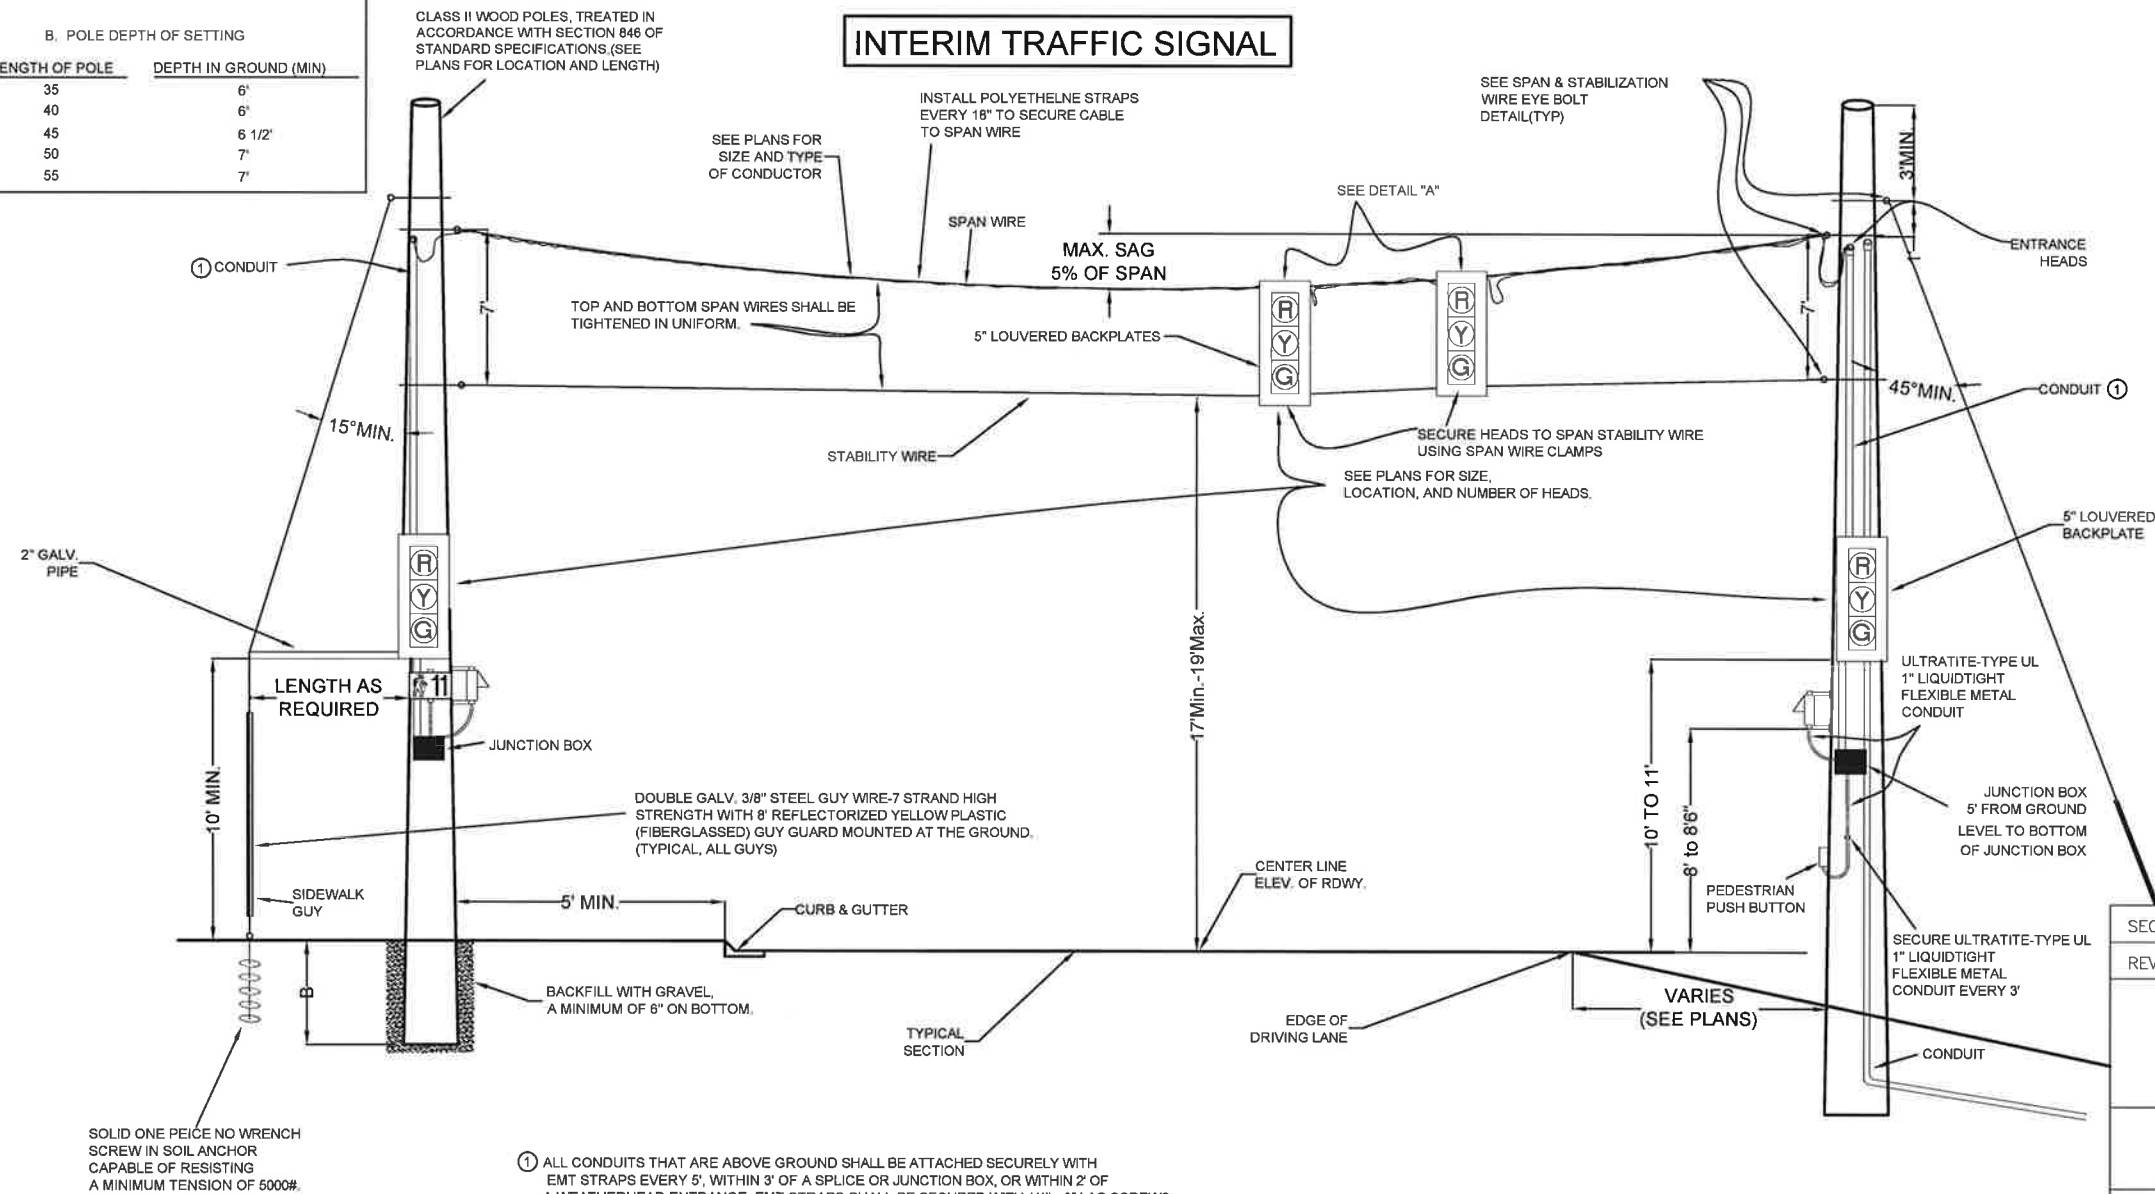 B. POLE DEPTH OF SETTING
ENGTH OF POLE DEPTH IN GROUND (MIN)
35 6'
40 6'
45 6 1/2'
50 7'
55 7'
CLASS II WOOD POLES, TREATED IN
ACCORDANCE WITH SECTION 846 OF
STANDARD SPECIFICATIONS.(SEE
PLANS FOR LOCATION AND LENGTH)
INTERIM TRAFFIC SIGNAL
SEE PLANS FOR
SIZE AND TYPE
OF CONDUCTOR
INSTALL POLYETHELNE STRAPS
EVERY 18" TO SECURE CABLE
TO SPAN WIRE
SEE SPAN & STABILIZATION
WIRE EYE BOLT
DETAIL(TYP)
3'MIN.
SEE DETAIL "A"
SPAN WIRE
MAX. SAG
5% OF SPAN
ENTRANCE
HEADS
1'
1 CONDUIT
7'
TOP AND BOTTOM SPAN WIRES SHALL BE
TIGHTENED IN UNIFORM.
5" LOUVERED BACKPLATES
R
Y
G
R
Y
G
7'
45°MIN.
CONDUIT 1
15°MIN.
STABILITY WIRE
SECURE HEADS TO SPAN STABILITY WIRE
USING SPAN WIRE CLAMPS
SEE PLANS FOR SIZE,
LOCATION, AND NUMBER OF HEADS.
5" LOUVERED
BACKPLATE
2" GALV.
PIPE
R
Y
G
R
Y
G
17'Min.-19'Max.
LENGTH AS
REQUIRED
11
JUNCTION BOX
ULTRATITE-TYPE UL
1" LIQUIDTIGHT
FLEXIBLE METAL
CONDUIT
10' MIN.
10' TO 11'
8' to 8'6"
DOUBLE GALV. 3/8" STEEL GUY WIRE-7 STRAND HIGH
STRENGTH WITH 8' REFLECTORIZED YELLOW PLASTIC
(FIBERGLASSED) GUY GUARD MOUNTED AT THE GROUND.
(TYPICAL, ALL GUYS)
JUNCTION BOX
5' FROM GROUND
LEVEL TO BOTTOM
OF JUNCTION BOX
SIDEWALK
GUY
5' MIN.
CURB & GUTTER
CENTER LINE
ELEV. OF RDWY.
PEDESTRIAN
PUSH BUTTON
SECURE ULTRATITE-TYPE UL
1" LIQUIDTIGHT
FLEXIBLE METAL
CONDUIT EVERY 3'
SEC
REV
B
BACKFILL WITH GRAVEL,
A MINIMUM OF 6" ON BOTTOM.
TYPICAL
SECTION
EDGE OF
DRIVING LANE
VARIES
(SEE PLANS)
CONDUIT
SOLID ONE PEICE NO WRENCH
SCREW IN SOIL ANCHOR
CAPABLE OF RESISTING
A MINIMUM TENSION OF 5000#.
1 ALL CONDUITS THAT ARE ABOVE GROUND SHALL BE ATTACHED SECURELY WITH
EMT STRAPS EVERY 5', WITHIN 3' OF A SPLICE OR JUNCTION BOX, OR WITHIN 2' OF